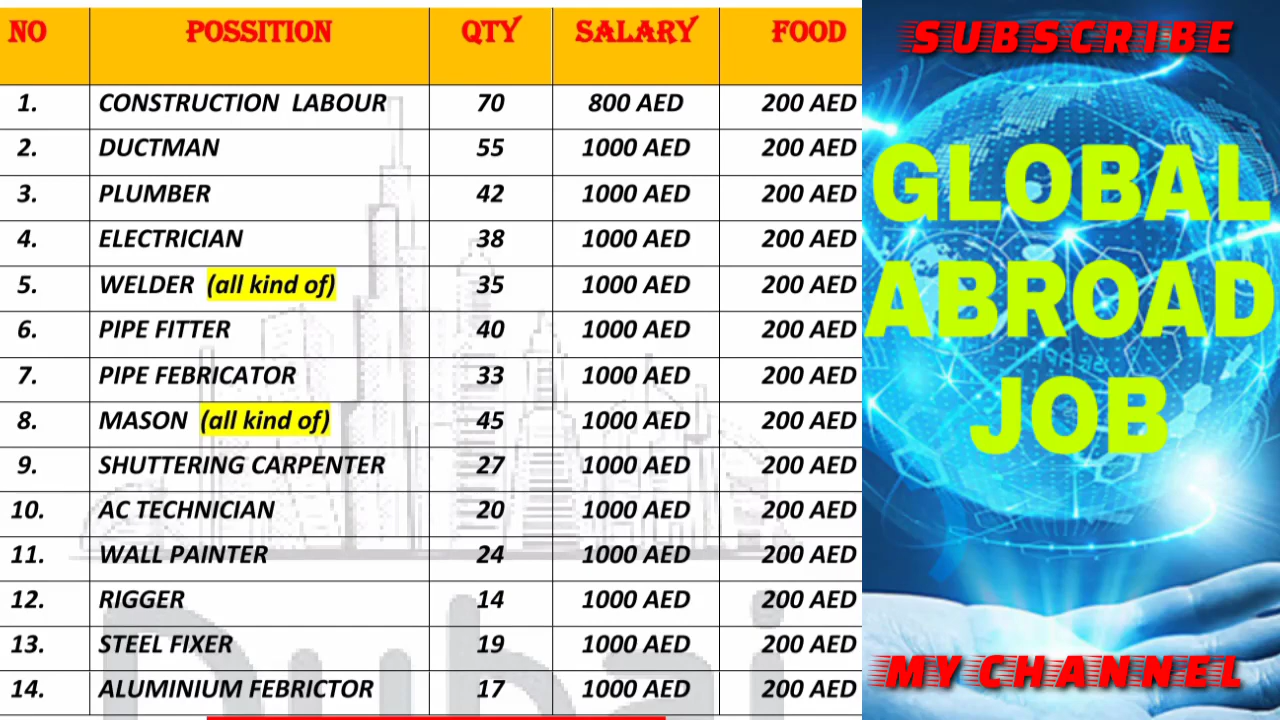 NO POSSITION QTY SALARY FOOD
1. CONSTRUCTION LABOUR 70 800 AED 200 AED
2. DUCTMAN 55 1000 AED 200 AED
3. PLUMBER 42 1000 AED 200 AED
4. ELECTRICIAN 38 1000 AED 200 AED
5. WELDER (all kind of) 35 1000 AED 200 AED
6. PIPE FITTER 40 1000 AED 200 AED
7. PIPE FEBRICATOR 33 1000 AED 200 AED
8. MASON (all kind of) 45 1000 AED 200 AED
9. SHUTTERING CARPENTER 27 1000 AED 200 AED
10. AC TECHNICIAN 20 1000 AED 200 AED
11. WALL PAINTER 24 1000 AED 200 AED
12. RIGGER 14 1000 AED 200 AED
13. STEEL FIXER 19 1000 AED 200 AED
14. ALUMINIUM FEBRICTOR 17 1000 AED 200 AED
Dubai
SUBSCRIBE
GLOBAL
ABROAD
JOB
MY CHANNEL